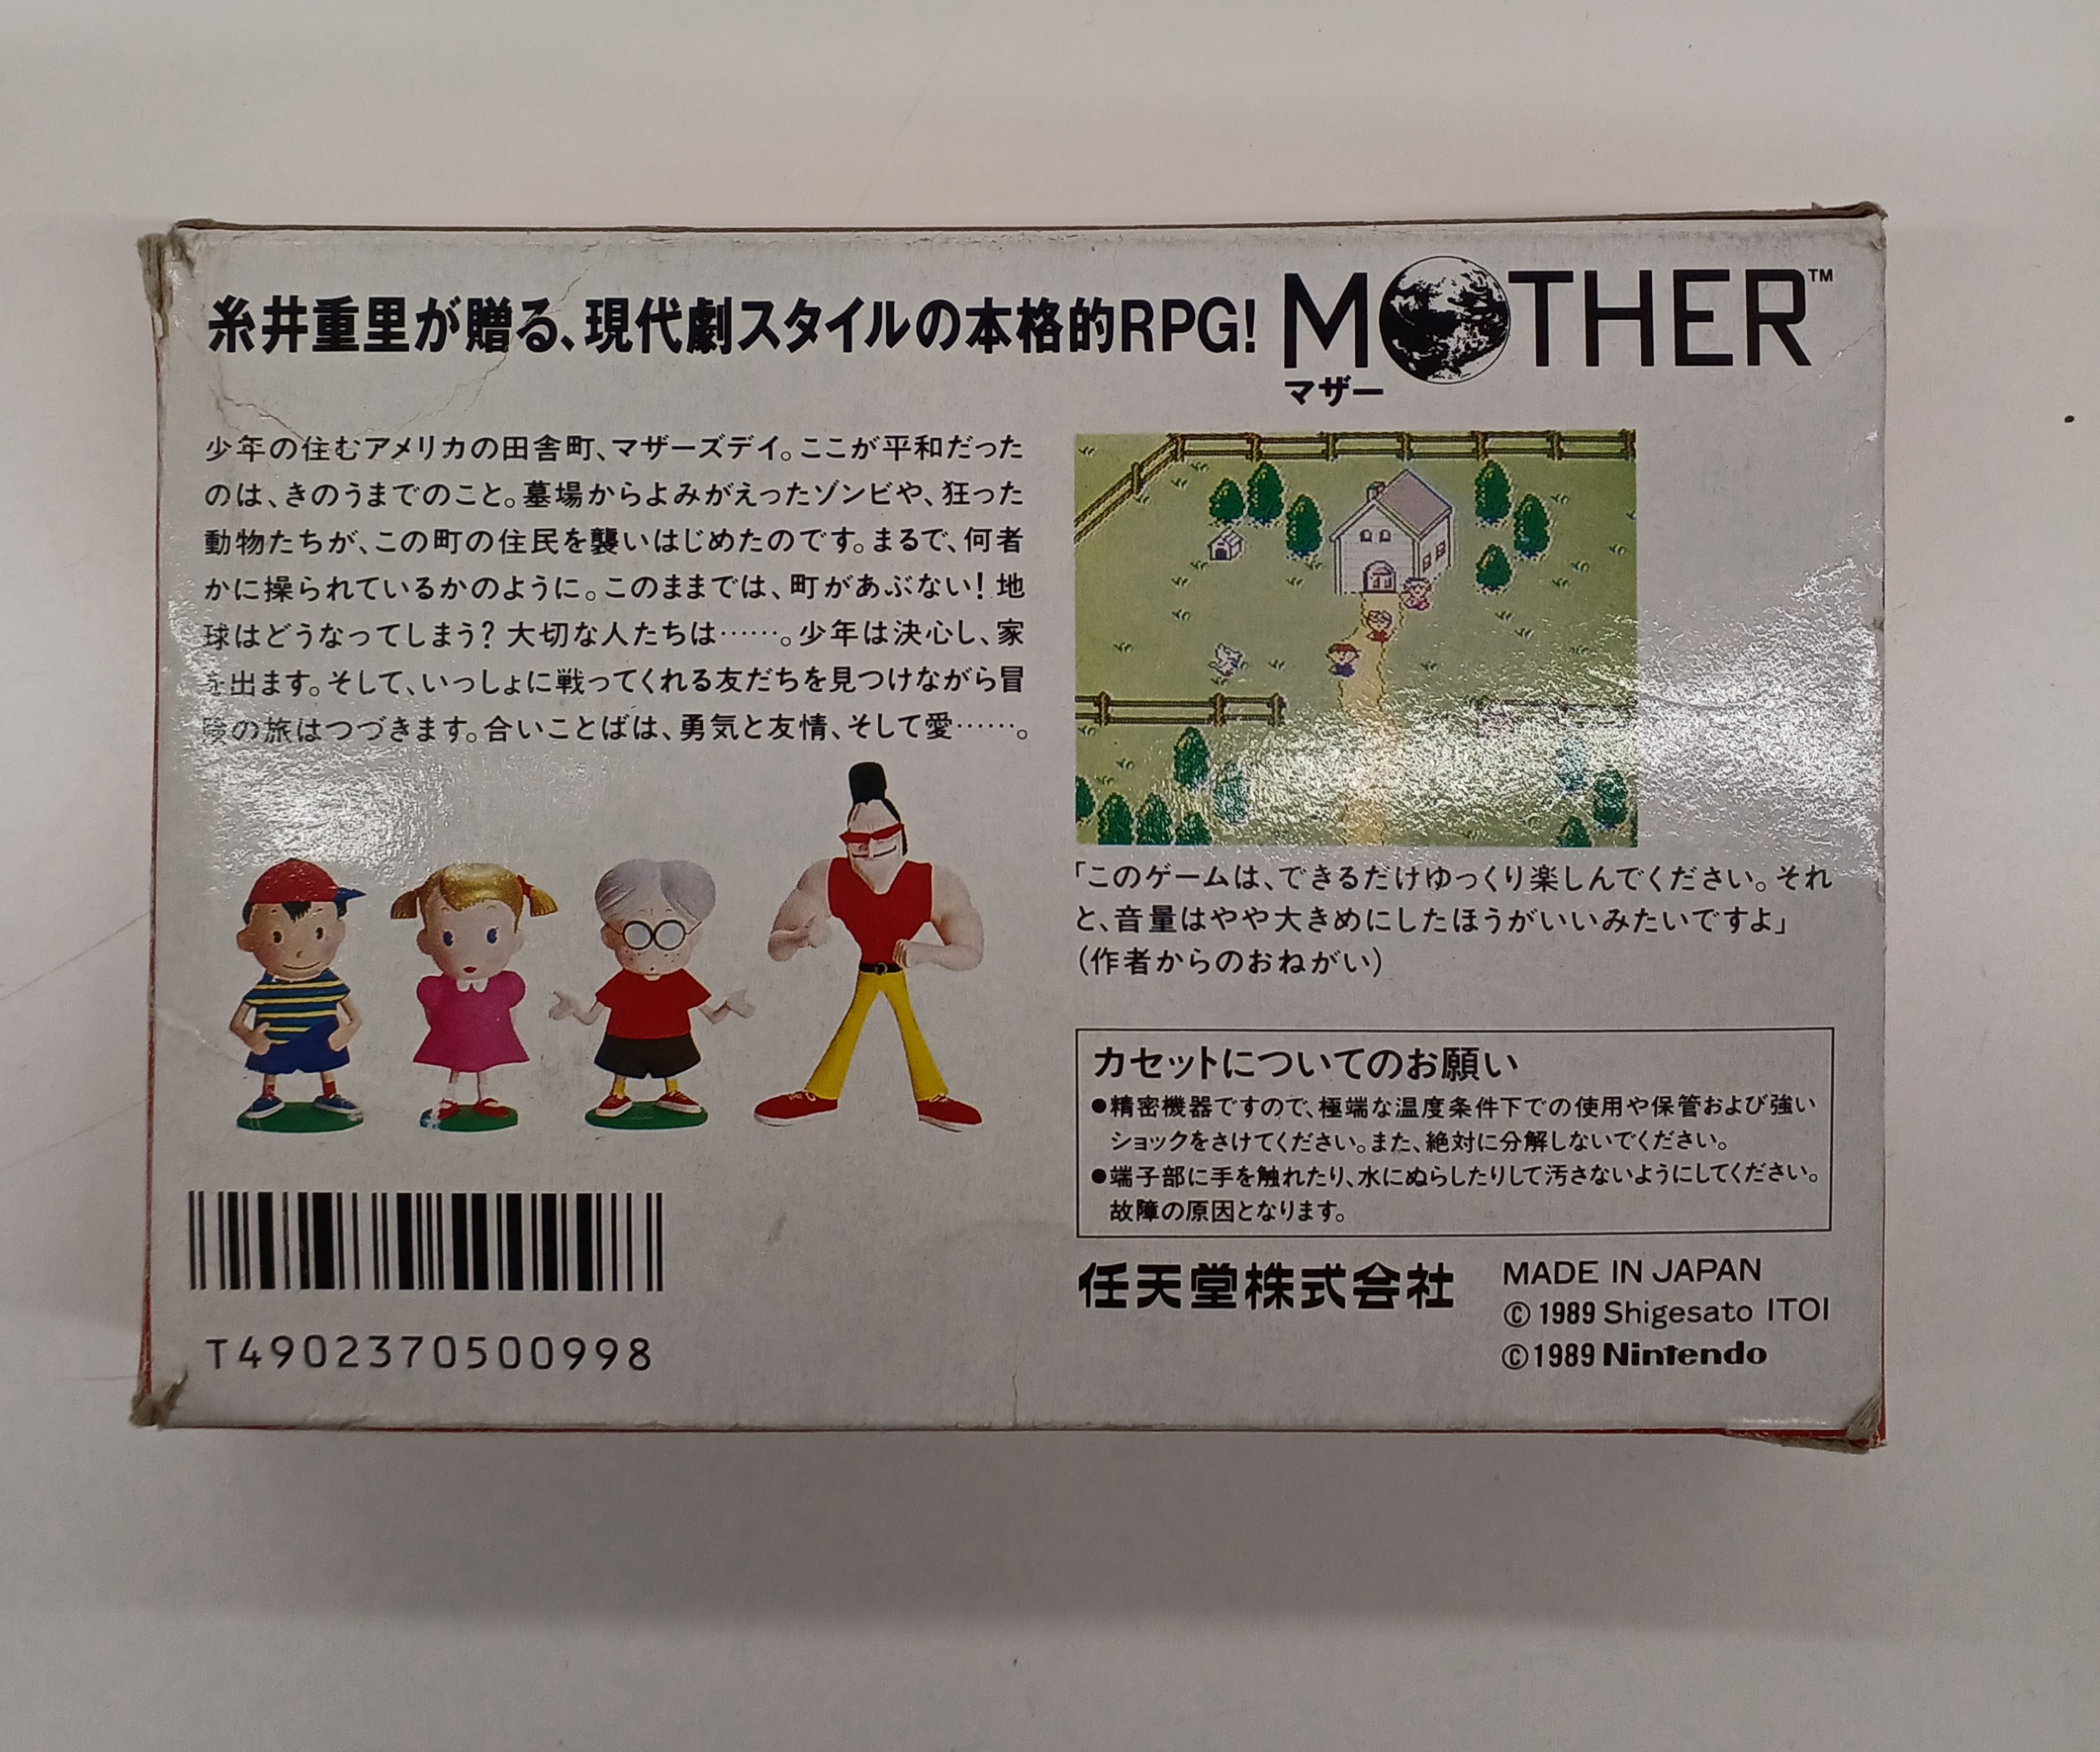 糸井重里が贈る、現代劇スタイルの本格的RPG!
MOTHER™
マザー
少年の住むアメリカの田舎町、マザーズデイ。ここが平和だった
のは、きのうまでのこと。墓場からよみがえったゾンビや、狂った
動物たちが、この町の住民を襲いはじめたのです。まるで、何者
かに操られているかのように。このままでは、町があぶない!地
球はどうなってしまう?大切な人たちは……。少年は決心し、家
を出ます。そして、いっしょに戦ってくれる友だちを見つけながら冒
険の旅はつづきます。合いことばは、勇気と友情、そして愛……。
「このゲームは、できるだけゆっくり楽しんでください。それ
と、音量はやや大きめにしたほうがいいみたいですよ」
(作者からのおねがい)
カセットについてのお願い
●精密機器ですので、極端な温度条件下での使用や保管および強い
ショックをさけてください。また、絶対に分解しないでください。
●端子部に手を触れたり、水にぬらしたりして汚さないようにしてください。
故障の原因となります。
T4902370500998
任天堂株式会社
MADE IN JAPAN
©1989 Shigesato ITOI
©1989 Nintendo